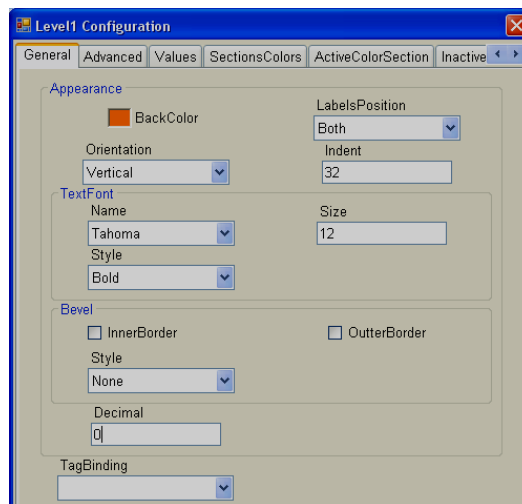 Level1 Configuration
General Advanced Values SectionsColors ActiveColorSection Inactive
Appearance
BackColor
LabelsPosition
Both
Orientation
Vertical
Indent
32
TextFont
Name
Tahoma
Size
12
Style
Bold
Bevel
InnerBorder
OutterBorder
Style
None
Decimal
0
TagBinding